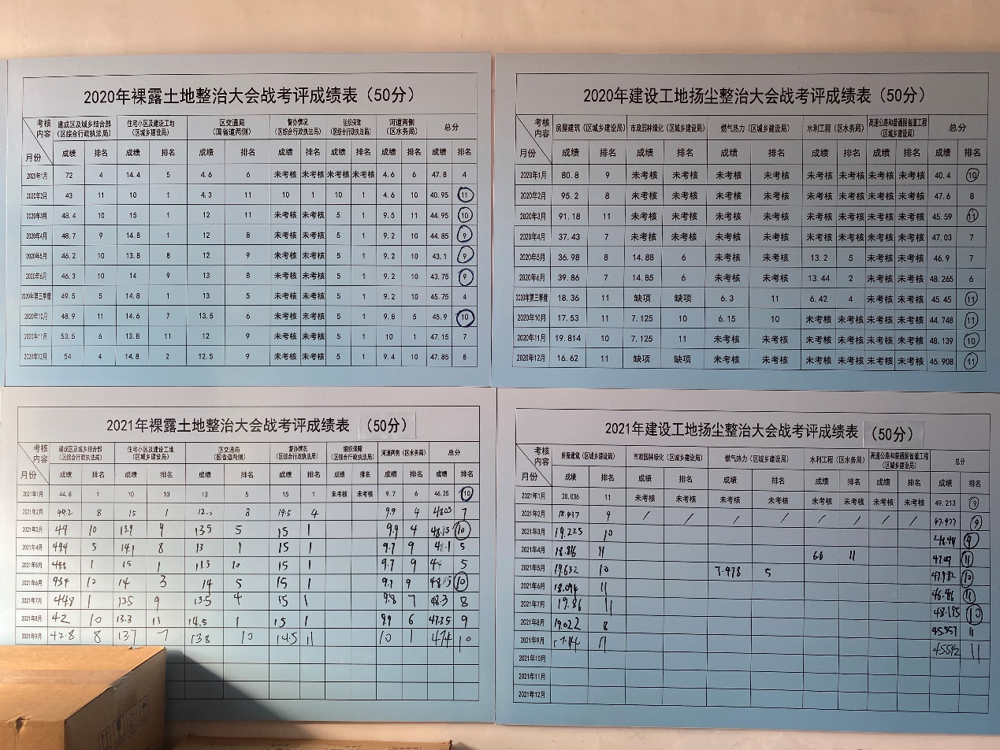 2020年裸露土地整治大会战考评成绩表（50分）
考核内容 建成区及城乡结合部（区综合行政执法局） 住宅小区及建设工地（区城乡建设局） 区交通局（国省道两侧） 督办情况（区综合行政执法局） 组织保障（区综合行政执法局） 河道两侧（区水务局） 总分
月份 成绩 排名 成绩 排名 成绩 排名 成绩 排名 成绩 排名 成绩 排名 成绩 排名
2020年1月 72 4 14.4 5 4.6 6 未考核 未考核 未考核 未考核 4.6 6 47.8 4
2020年2月 43 11 10 1 4.3 11 10 1 10 1 4.6 10 40.95 11
2020年3月 48.4 10 15 1 12 11 未考核 未考核 5 1 9.5 11 44.95 10
2020年4月 48.7 9 14.8 1 12 8 未考核 未考核 5 1 9.2 10 44.85 9
2020年5月 46.2 10 13.8 8 12 9 未考核 未考核 5 1 9.2 10 43.1 9
2020年6月 46.3 10 14 9 13 8 未考核 未考核 5 1 9.2 10 43.75 9
2020年第三季度 49.5 5 14.8 1 13 5 未考核 未考核 5 1 9.2 10 45.75 4
2020年10月 48.9 11 14.6 7 13.5 6 未考核 未考核 5 1 9.8 5 45.9 10
2020年11月 53.5 6 13.8 11 12 9 未考核 未考核 5 1 10 1 47.15 7
2020年12月 54 4 14.8 2 12.5 9 未考核 未考核 5 1 9.4 10 47.85 8
2020年建设工地扬尘整治大会战考评成绩表（50分）
考核内容 房屋建筑（区城乡建设局） 市政园林绿化（区城乡建设局） 燃气热力（区城乡建设局） 水利工程（区水务局） 高速公路和普通国省道工程（区城乡建设局） 总分
月份 成绩 排名 成绩 排名 成绩 排名 成绩 排名 成绩 排名 成绩 排名
2020年1月 80.8 9 未考核 未考核 未考核 未考核 未考核 未考核 未考核 未考核 40.4 10
2020年2月 95.2 8 未考核 未考核 未考核 未考核 未考核 未考核 未考核 未考核 47.6 8
2020年3月 91.18 11 未考核 未考核 未考核 未考核 未考核 未考核 未考核 未考核 45.59 11
2020年4月 37.43 7 未考核 未考核 未考核 未考核 未考核 未考核 未考核 未考核 47.03 7
2020年5月 36.98 8 14.88 6 未考核 未考核 13.2 5 未考核 未考核 46.9 7
2020年6月 39.86 7 14.85 6 未考核 未考核 13.44 2 未考核 未考核 48.265 6
2020年第三季度 18.36 11 缺项 缺项 6.3 11 6.42 4 未考核 未考核 45.45 11
2020年10月 17.53 11 7.125 10 6.15 10 未考核 未考核 未考核 未考核 44.748 11
2020年11月 19.814 10 7.125 11 未考核 未考核 未考核 未考核 未考核 未考核 48.139 10
2020年12月 16.62 11 缺项 缺项 未考核 未考核 未考核 未考核 未考核 未考核 45.908 11
2021年裸露土地整治大会战考评成绩表（50分）
考核内容 建成区及城乡结合部（区综合行政执法局） 住宅小区及建设工地（区城乡建设局） 区交通局（国省道两侧） 督办情况（区综合行政执法局） 组织保障（区综合行政执法局） 河道两侧（区水务局） 总分
月份 成绩 排名 成绩 排名 成绩 排名 成绩 排名 成绩 排名 成绩 排名 成绩 排名
2021年1月 44.8 1 10 10 13 5 15 1 未考核 未考核 9.7 6 46.25 10
2021年2月 44.2 8 15 1 8 14.5 4 9.9 4 7
2021年3月 44 10 13.9 9 13.5 5 15 1 9.9 4 48.15 10
2021年4月 44.4 5 14.1 8 13 1 15 1 9.7 9 48.1 5
2021年5月 1 15 1 11.5 10 15 1 9.7 9 5
2021年6月 43.4 10 14 3 14 5 15 1 9.7 9 10
2021年7月 44.8 1 9 13.5 4 15 1 9.8 7 48.3 8
2021年8月 42 10 13.3 11 14.5 1 15 1 9.9 6 47.35 9
2021年9月 42.8 8 13.7 7 13.8 10 14.5 11 10 1 47.4 10
2021年建设工地扬尘整治大会战考评成绩表（50分）
考核内容 房屋建筑（区城乡建设局） 市政园林绿化（区城乡建设局） 燃气热力（区城乡建设局） 水利工程（区水务局） 高速公路和普通国省道工程（区城乡建设局） 总分
月份 成绩 排名 成绩 排名 成绩 排名 成绩 排名 成绩 排名 成绩 排名
2021年1月 20.036 11 未考核 未考核 未考核 未考核 未考核 未考核 未考核 未考核 49.213 9
2021年2月 18.437 9 / / / / / / / / 47.977 9
2021年3月 19.225 10 9
2021年4月 18.816 11 6.6 11 47.07 11
2021年5月 19.632 10 7.478 5 47.982 10
2021年6月 18.094 11 11
2021年7月 19.86 11 48.195 10
2021年8月 19.022 8 45.557 11
2021年9月 17.14 11 45.542 11
2021年10月
2021年11月
2021年12月